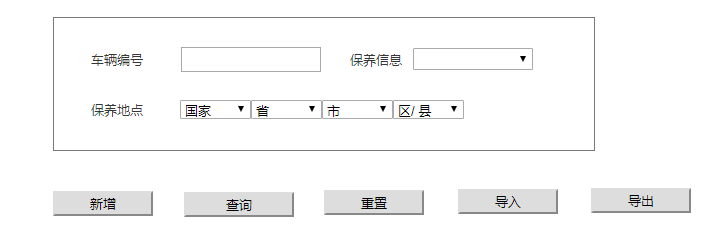 车辆编号 保养信息
保养地点 国家 省 市 区/ 县
新增 查询 重置 导入 导出